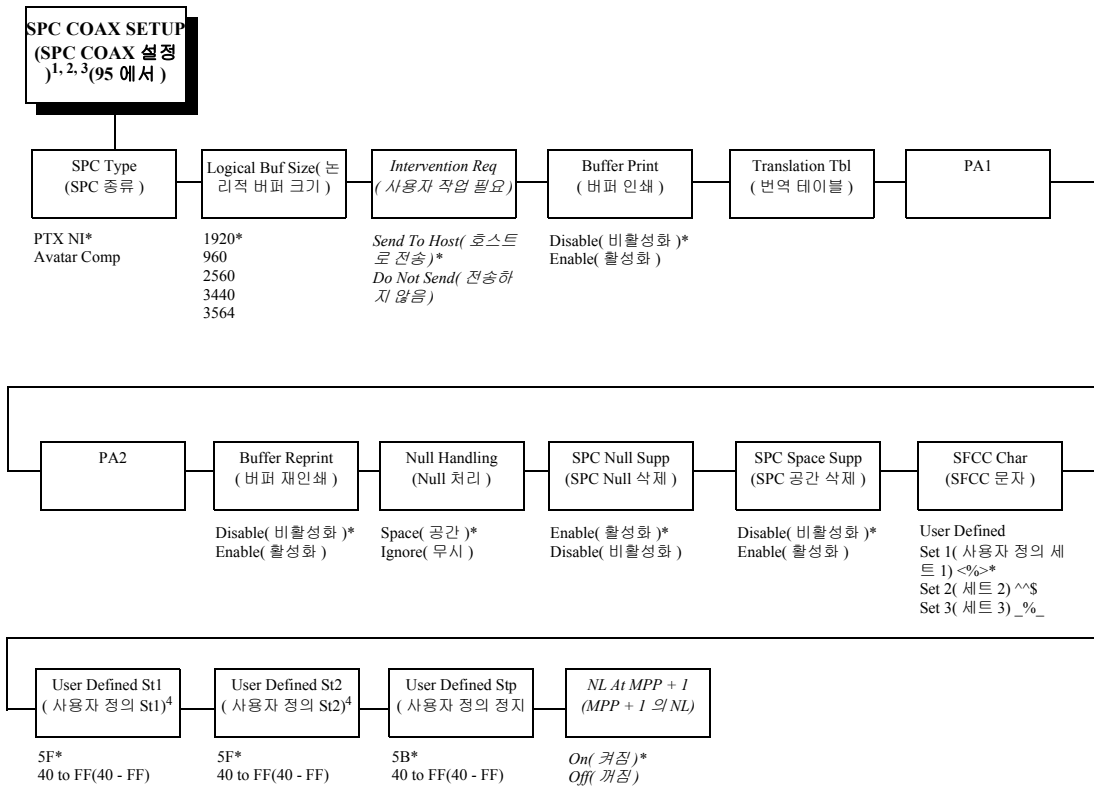 SPC COAX SETUP
(SPC COAX 설정
)1, 2, 3(95 에서 )
SPC Type
(SPC 종류 )
Logical Buf Size( 논
리적 버퍼 크기 )
Intervention Req
( 사용자 작업 필요 )
Buffer Print
( 버퍼 인쇄 )
Translation Tbl
( 번역 테이블 )
PA1
PTX NI*
Avatar Comp
1920*
960
2560
3440
3564
Send To Host( 호스트
로 전송 )*
Do Not Send( 전송하
지 않음 )
Disable( 비활성화 )*
Enable( 활성화 )
PA2
Buffer Reprint
( 버퍼 재인쇄 )
Null Handling
(Null 처리 )
SPC Null Supp
(SPC Null 삭제 )
SPC Space Supp
(SPC 공간 삭제 )
SFCC Char
(SFCC 문자 )
Disable( 비활성화 )*
Enable( 활성화 )
Space( 공간 )*
Ignore( 무시 )
Enable( 활성화 )*
Disable( 비활성화 )
Disable( 비활성화 )*
Enable( 활성화 )
User Defined
Set 1( 사용자 정의 세
트 1) <%>*
Set 2( 세트 2) ^^$
Set 3( 세트 3) _%_
User Defined St1
( 사용자 정의 St1)4
User Defined St2
( 사용자 정의 St2)4
User Defined Stp
( 사용자 정의 정지
NL At MPP + 1
(MPP + 1 의 NL)
5F*
40 to FF(40 - FF)
5F*
40 to FF(40 - FF)
5B*
40 to FF(40 - FF)
On( 켜짐 )*
Off( 꺼짐 )